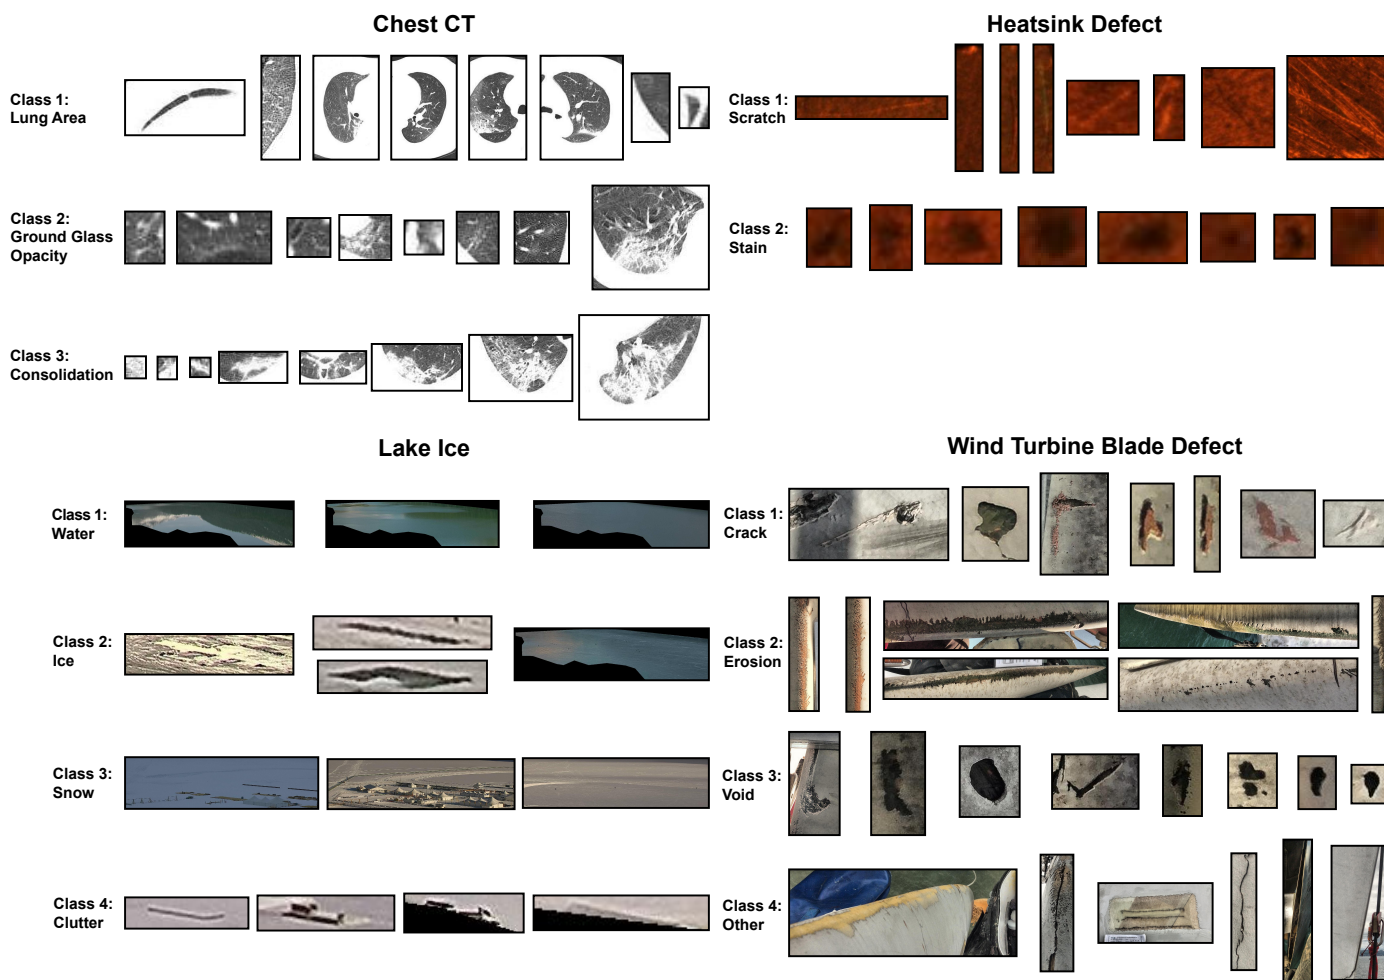 Chest CT
Class 1:
Lung Area
Class 2:
Ground Glass
Opacity
Class 3:
Consolidation
Heatsink Defect
Class 1:
Scratch
Class 2:
Stain
Lake Ice
Class 1:
Water
Class 2:
Ice
Class 3:
Snow
Class 4:
Clutter
Wind Turbine Blade Defect
Class 1:
Crack
Class 2:
Erosion
Class 3:
Void
Class 4:
Other